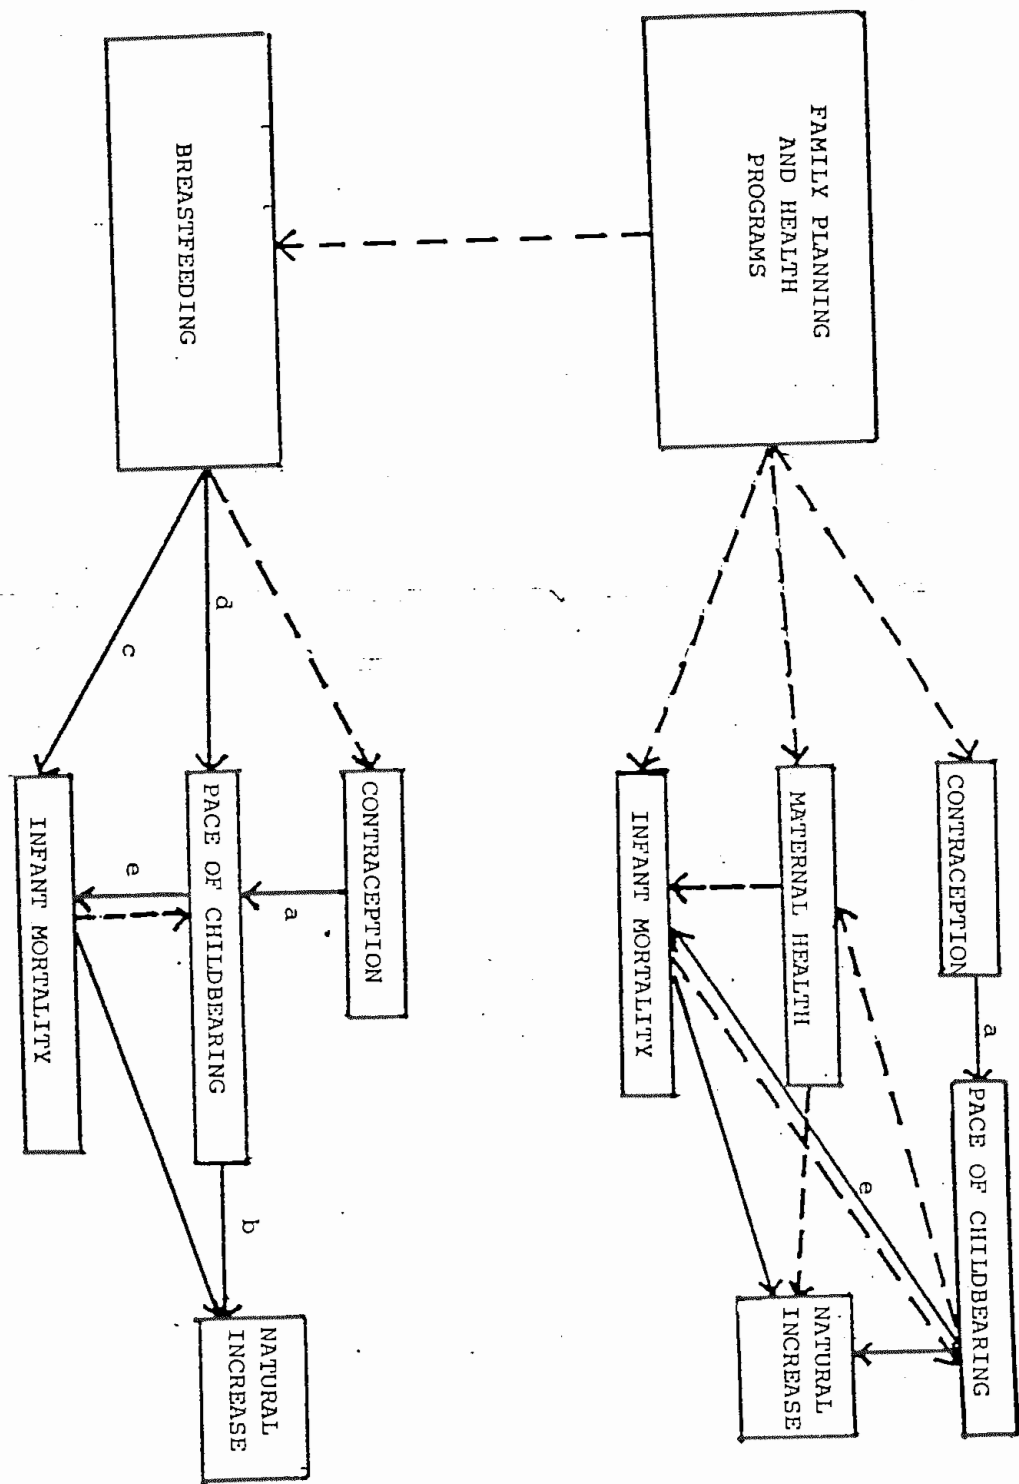 FAMILY PLANNING
AND HEALTH
PROGRAMS
CONTRACEPTION
a
PACE OF CHILDBEARING
MATERNAL HEALTH
e
INFANT MORTALITY
NATURAL
INCREASE
BREASTFEEDING
CONTRACEPTION
a
d
PACE OF CHILDBEARING
b
c
e
INFANT MORTALITY
NATURAL
INCREASE